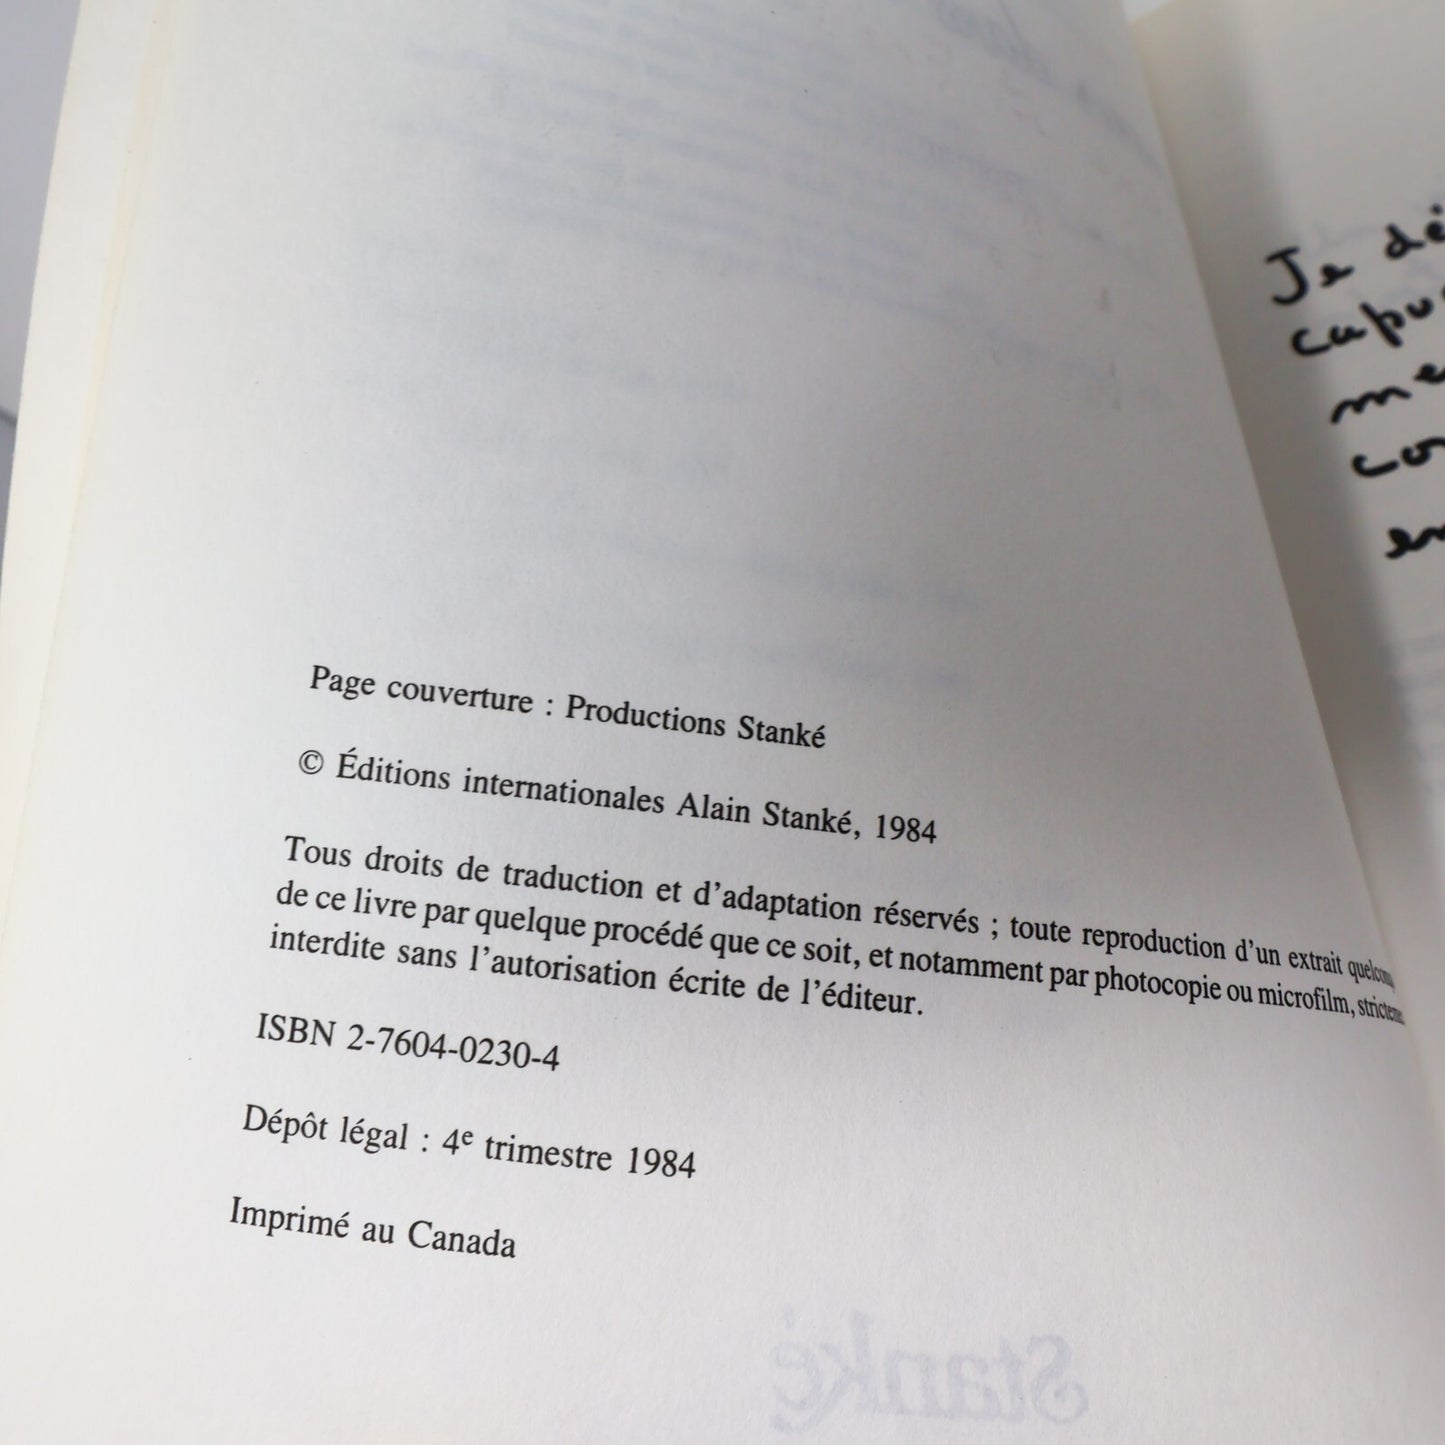 Page couverture : Productions Stanké
© Éditions internationales Alain Stanké, 1984
Tous droits de traduction et d'adaptation réservés ; toute reproduction d'un extrait
de ce livre par quelque procédé que ce soit, et notamment par photocopie ou microfilm,
interdite sans l'autorisation écrite de l'éditeur.
ISBN 2-7604-0230-4
Dépôt légal : 4e trimestre 1984
Imprimé au Canada
Stanké
Je